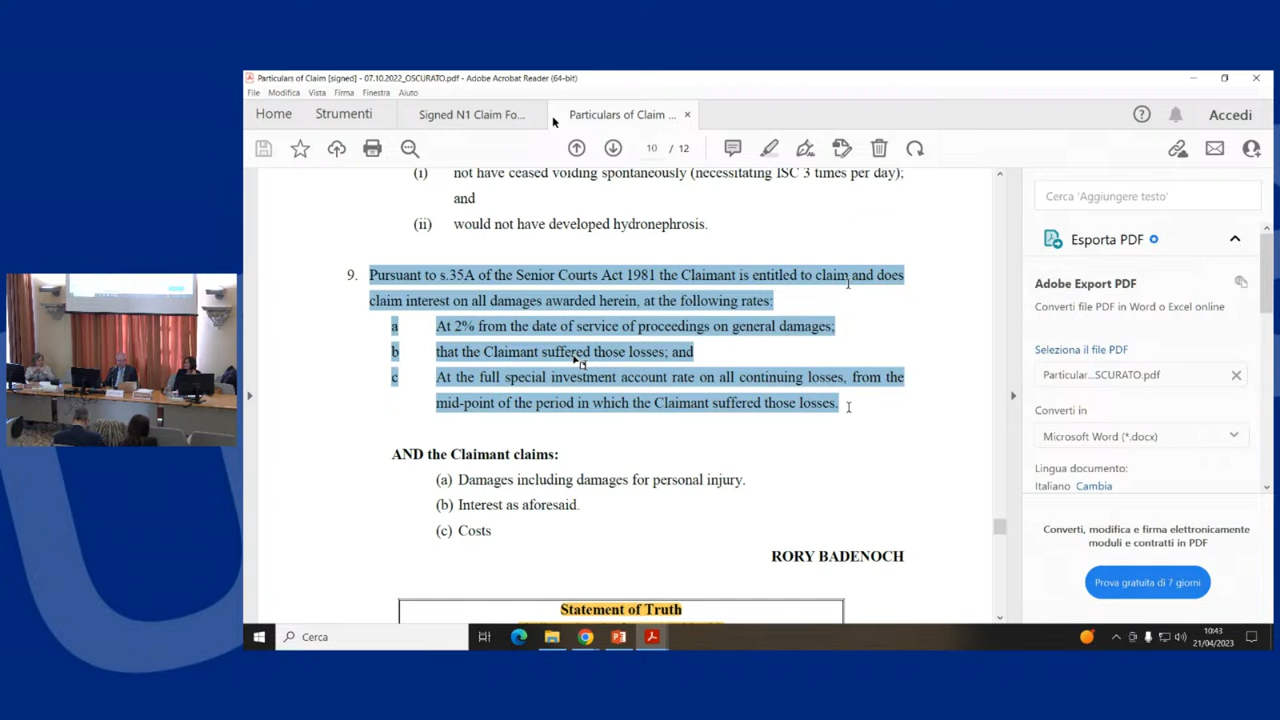 Particulars of Claim [signed] - 07.10.2022_OSCURATO.pdf - Adobe Acrobat Reader (64-bit)
File Modifica Vista Firma Finestra Aiuto
Home Strumenti Signed N1 Claim Fo... Particulars of Claim ... Accedi
10 / 12
(i) not have ceased voiding spontaneously (necessitating ISC 3 times per day);
and
(ii) would not have developed hydronephrosis.
9. Pursuant to s.35A of the Senior Courts Act 1981 the Claimant is entitled to claim and does
claim interest on all damages awarded herein, at the following rates:
a At 2% from the date of service of proceedings on general damages;
b that the Claimant suffered those losses; and
c At the full special investment account rate on all continuing losses, from the
mid-point of the period in which the Claimant suffered those losses.
AND the Claimant claims:
(a) Damages including damages for personal injury.
(b) Interest as aforesaid.
(c) Costs
RORY BADENOCH
Statement of Truth
Cerca 'Aggiungere testo'
Esporta PDF
Adobe Export PDF
Converti file PDF in Word o Excel online
Seleziona il file PDF
Particular...SCURATO.pdf
Converti in
Microsoft Word (*.docx)
Lingua documento:
Italiano Cambia
Converti, modifica e firma elettronicamente
moduli e contratti in PDF
Prova gratuita di 7 giorni
Cerca
10:43
21/04/2023